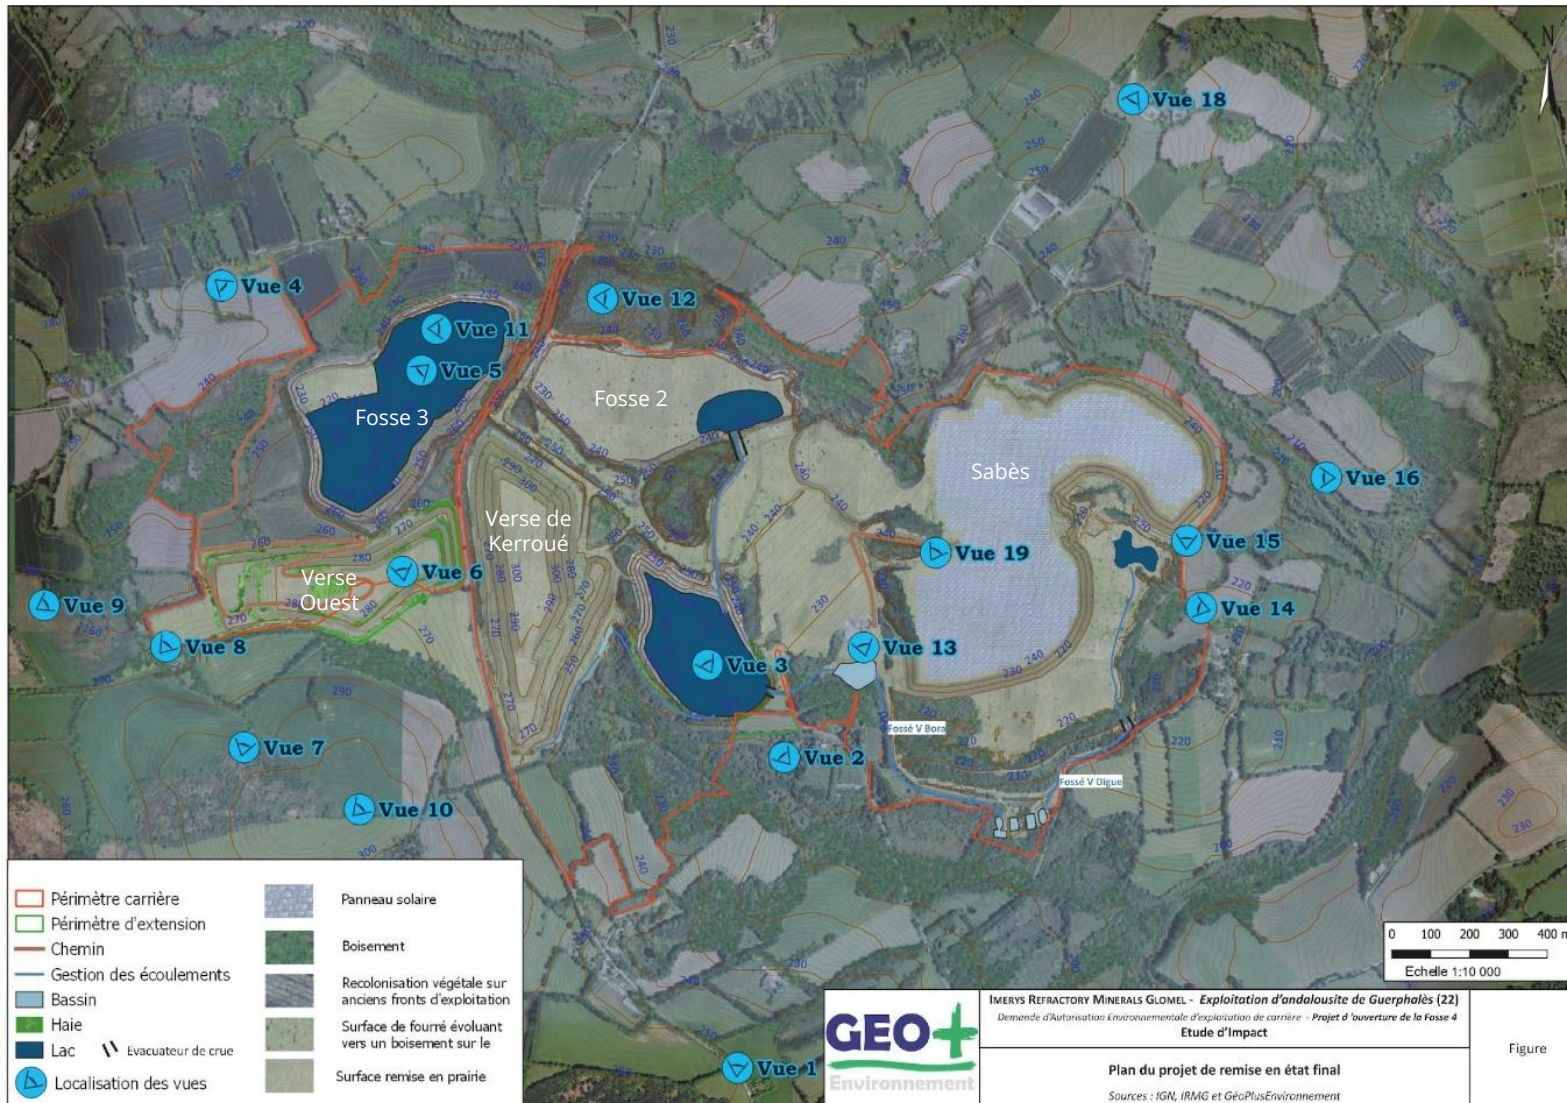 N
Vue 18
Vue 4
Vue 12
Vue 11
Vue 5
Fosse 2
Fosse 3
Sabès
Vue 16
Verse de
Kerroué
Vue 15
Vue 19
Vue 6
Verse
Ouest
Vue 9
Vue 14
Vue 8
Vue 13
Vue 3
Fossé V Bora
Vue 7
Vue 2
Fossé V Digue
Vue 10
Vue 1
Périmètre carrière
Périmètre d'extension
Chemin
Gestion des écoulements
Bassin
Haie
Lac
Evacuateur de crue
Localisation des vues
Panneau solaire
Boisement
Recolonisation végétale sur
anciens fronts d'exploitation
Surface de fourré évoluant
vers un boisement sur le
Surface remise en prairie
0 100 200 300 400 m
Echelle 1:10 000
GEO+
Environnement
IMERYS REFRACTORY MINERALS GLOMEL - Exploitation d'andalousite de Guerphalès (22)
Demande d'Autorisation Environnementale d'exploitation de carrière - Projet d'ouverture de la Fosse 4
Etude d'Impact
Plan du projet de remise en état final
Sources : IGN, IRMG et GéoPlusEnvironnement
Figure